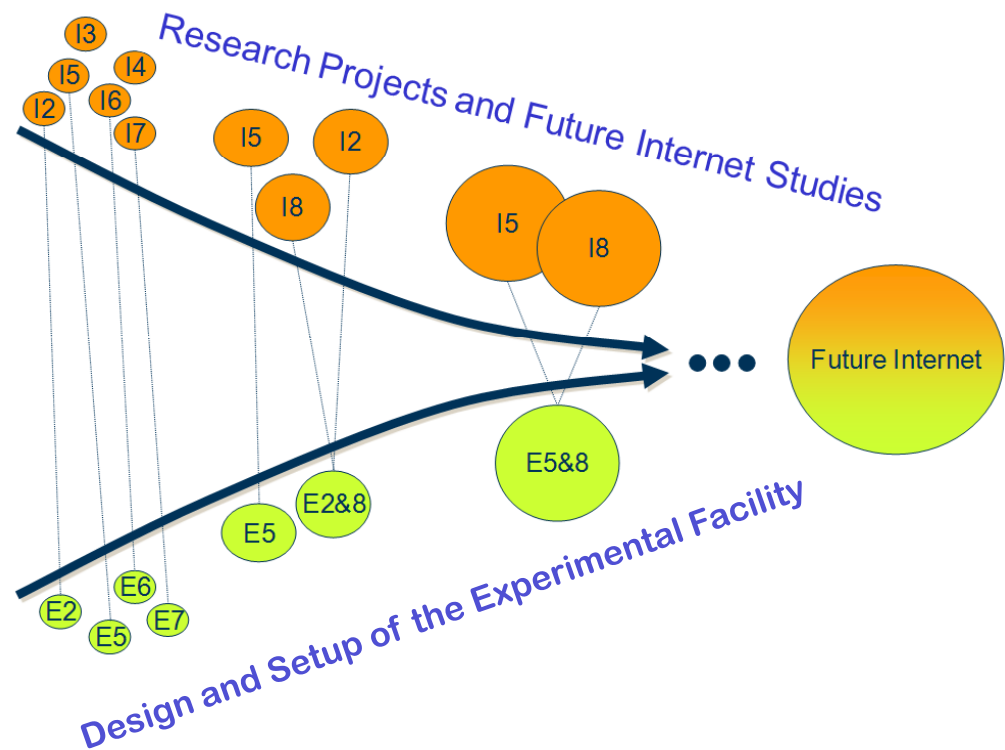 Research Projects and Future Internet Studies
I3
I4
I5
I6
I2
I7
I5
I2
I8
I5
I8
Future Internet
E5&8
E2&8
E5
E6
E2
E7
E5
Design and Setup of the Experimental Facility